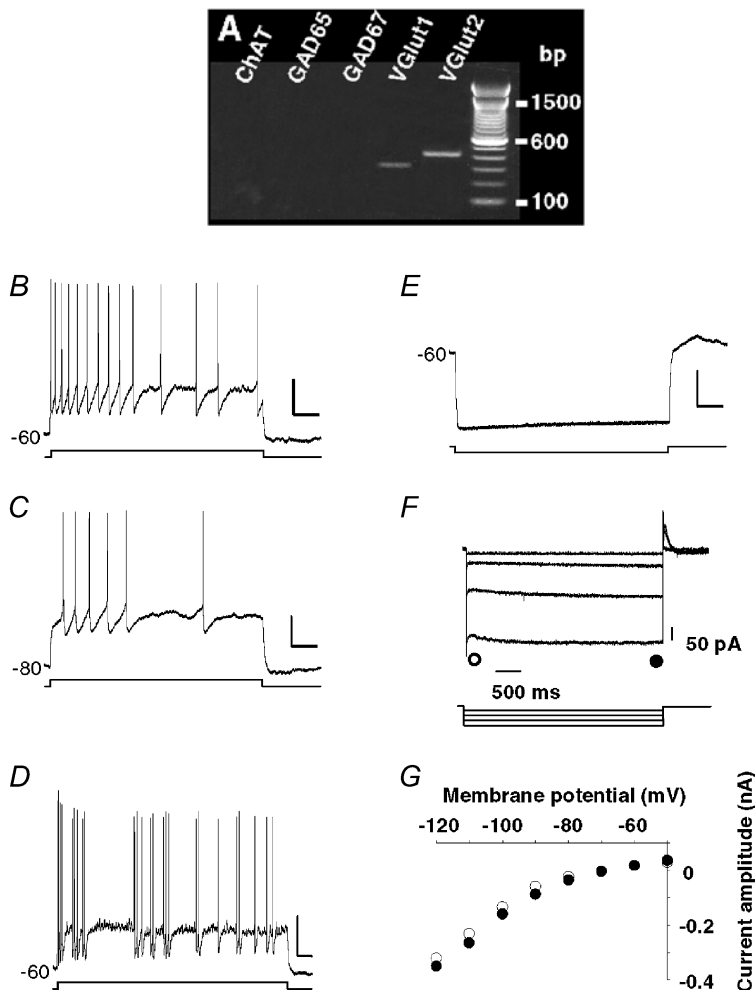 A
ChAT
GAD65
GAD67
VGlut1
VGlut2
bp
1500
600
100
B
-60
E
-60
C
-80
F
50 pA
500 ms
D
-60
G
Membrane potential (mV)
-120 -100 -80 -60
0
-0.2
-0.4
Current amplitude (nA)